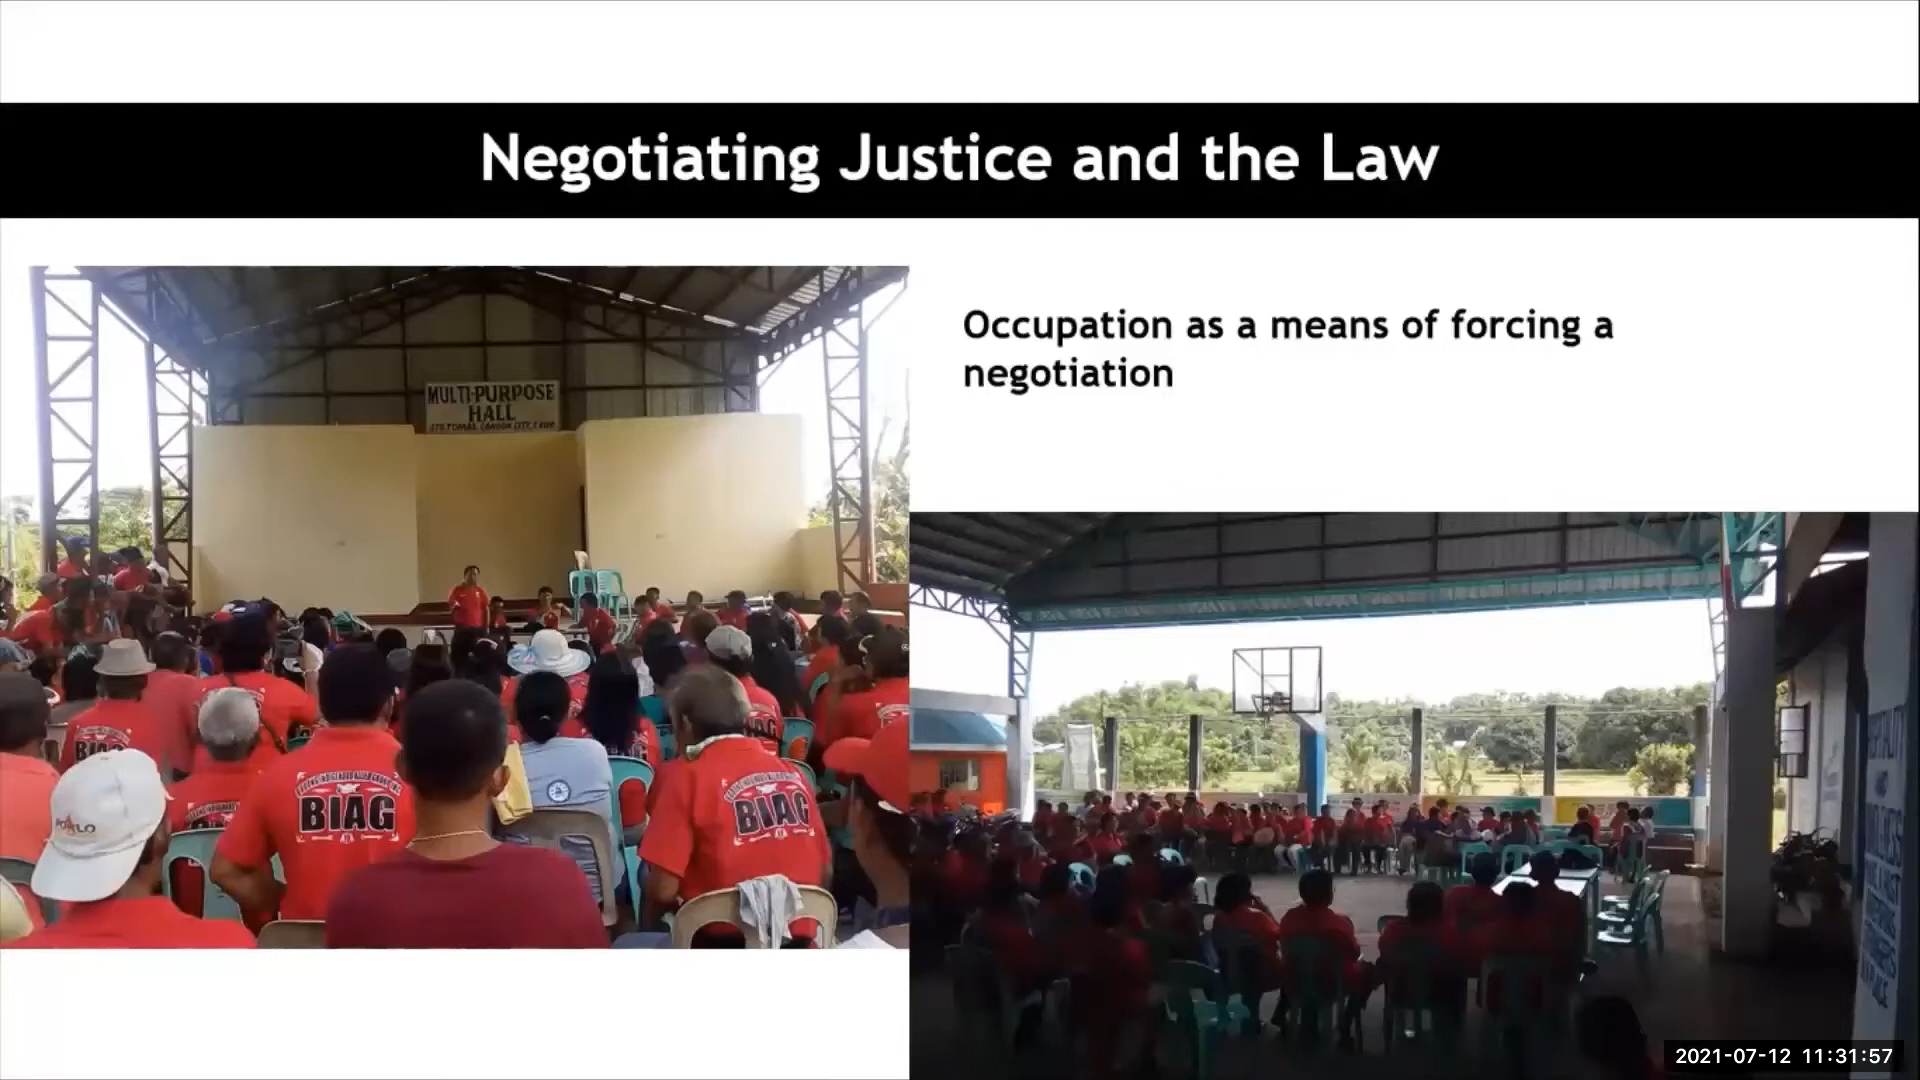 Negotiating Justice and the Law
Occupation as a means of forcing a
negotiation
MULTI-PURPOSE
HALL
BIAG
BIAG
BIAG
2021-07-12 11:31:57